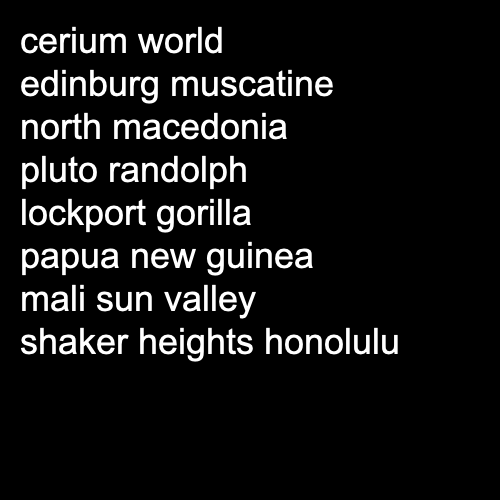 cerium world
edinburg muscatine
north macedonia
pluto randolph
lockport gorilla
papua new guinea
mali sun valley
shaker heights honolulu